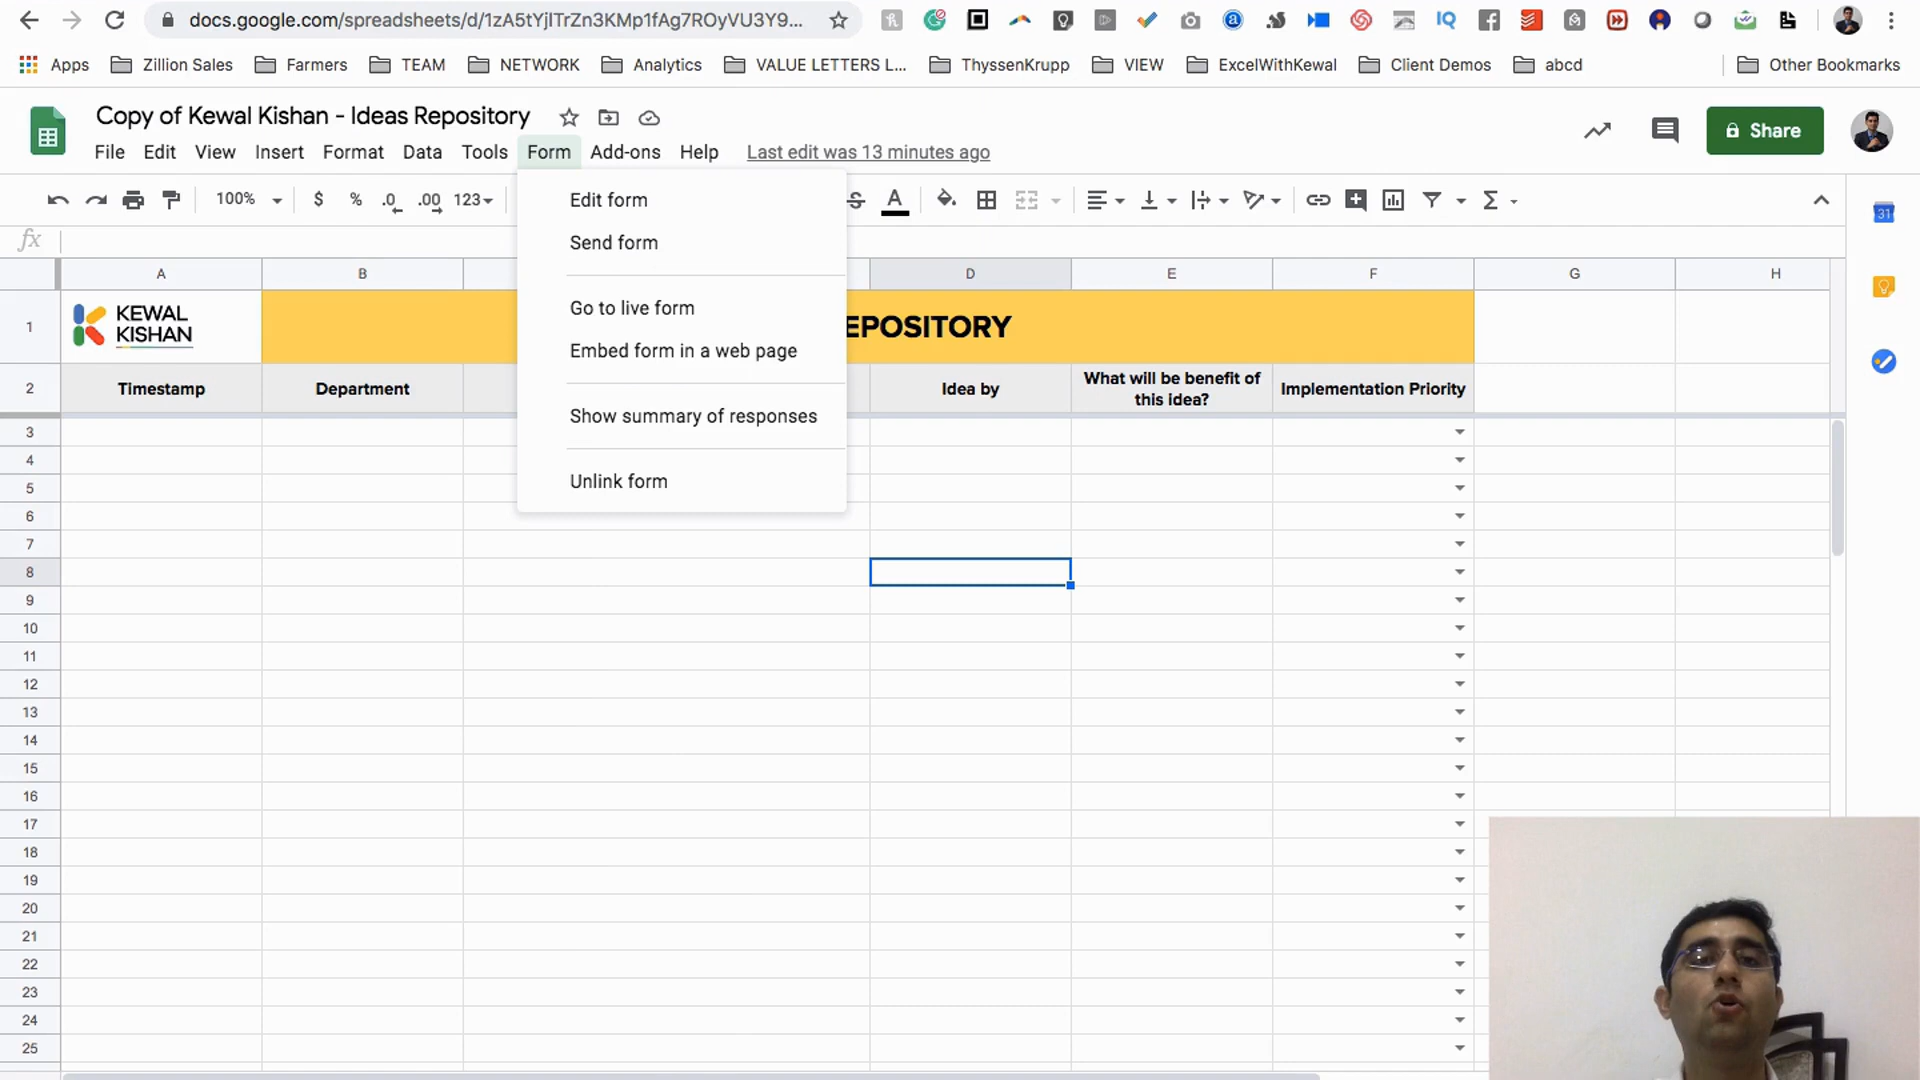 docs.google.com/spreadsheets/d/1zA5tYjlTrZn3KMp1fAg7ROyVU3Y9...
Apps Zillion Sales Farmers TEAM NETWORK Analytics VALUE LETTERS L... ThyssenKrupp VIEW ExcelWithKewal Client Demos abcd Other Bookmarks
Copy of Kewal Kishan - Ideas Repository
File Edit View Insert Format Data Tools Form Add-ons Help Last edit was 13 minutes ago
Share
100% $ % .0 .00 123 S A Σ
31
fx
Edit form
Send form
Go to live form
Embed form in a web page
Show summary of responses
Unlink form
A B D E F G H
1 KEWAL
KISHAN
EPOSITORY
2 Timestamp Department Idea by What will be benefit of
this idea? Implementation Priority
3
4
5
6
7
8
9
10
11
12
13
14
15
16
17
18
19
20
21
22
23
24
25